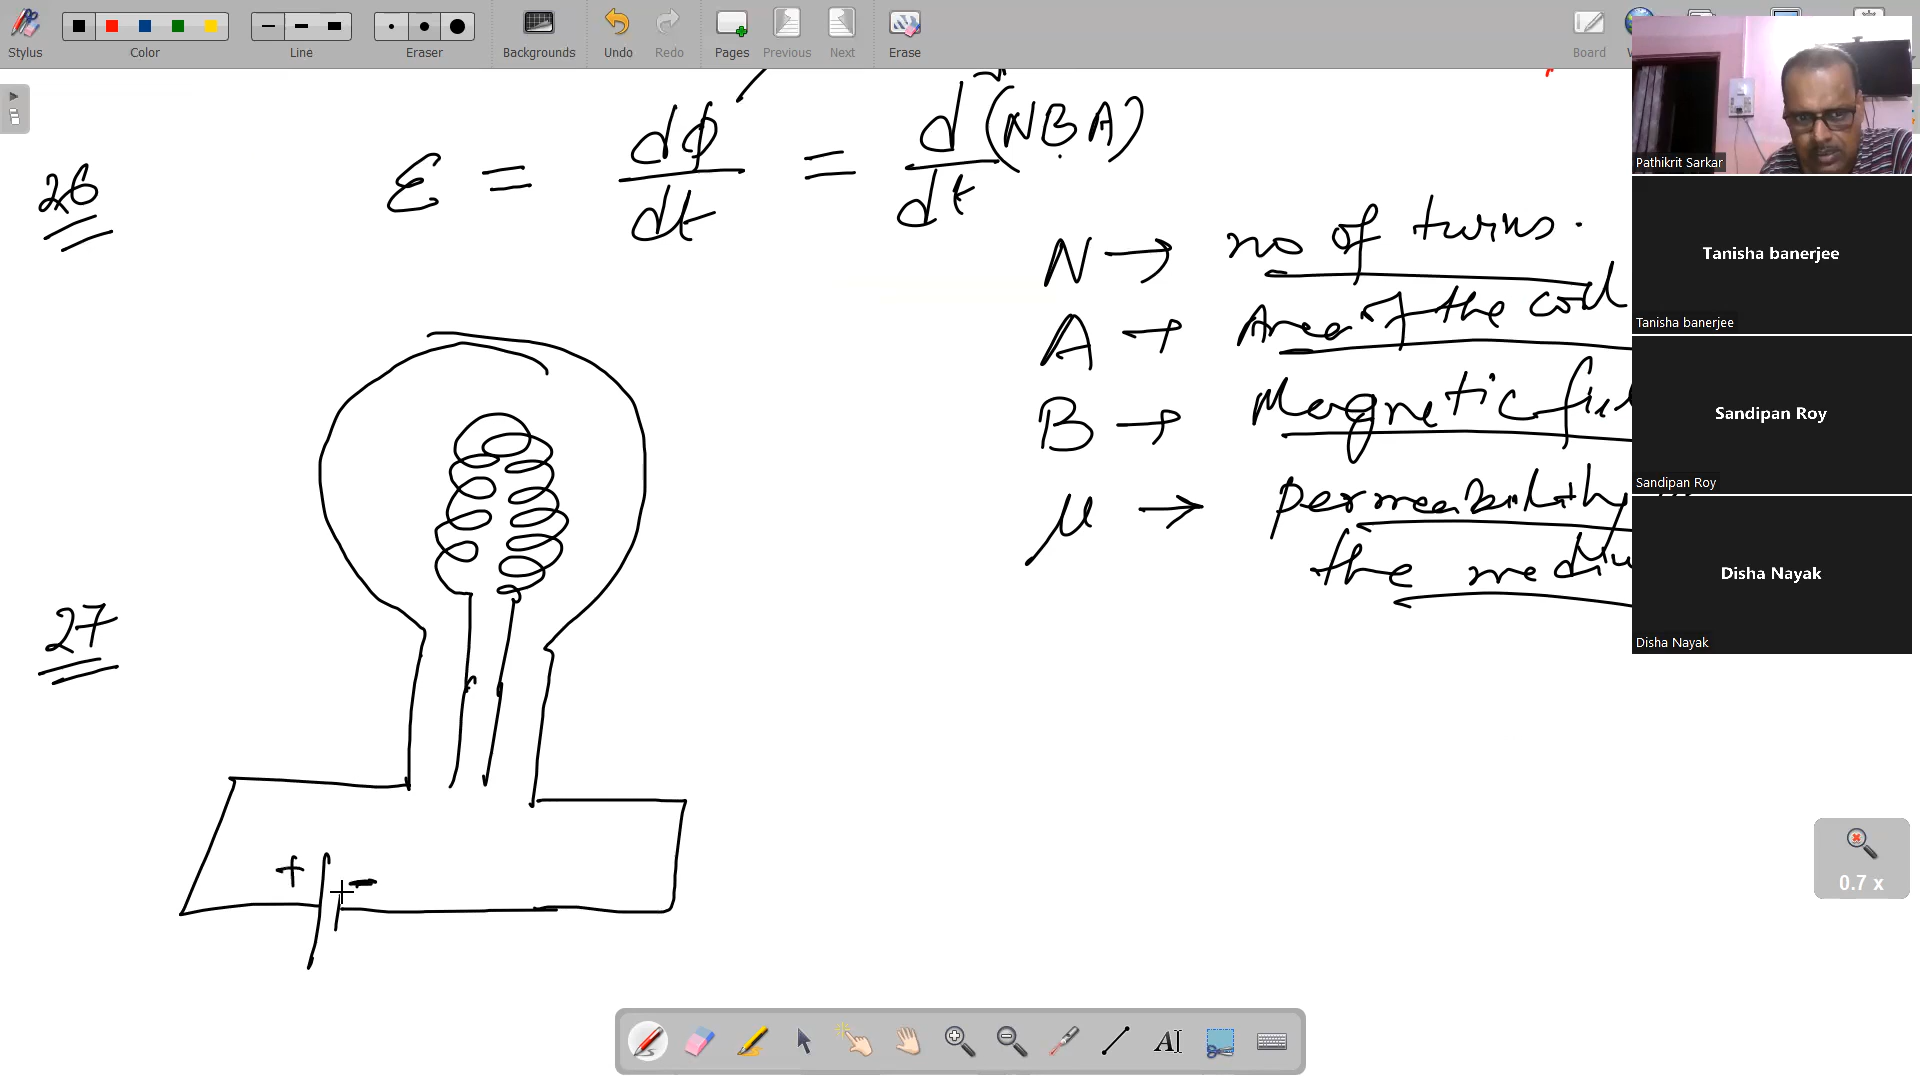 Stylus
Color
Line
Eraser
Backgrounds
Undo
Redo
Pages
Previous
Next
Erase
Board
26
ε = dφ/dt = d/dt (NBA)
N → no of turns.
A → Area of the coil
B → Magnetic
μ → permeability
the
27
+ -
Pathikrit Sarkar
Tanisha banerjee
Tanisha banerjee
Sandipan Roy
Sandipan Roy
Disha Nayak
Disha Nayak
0.7 x